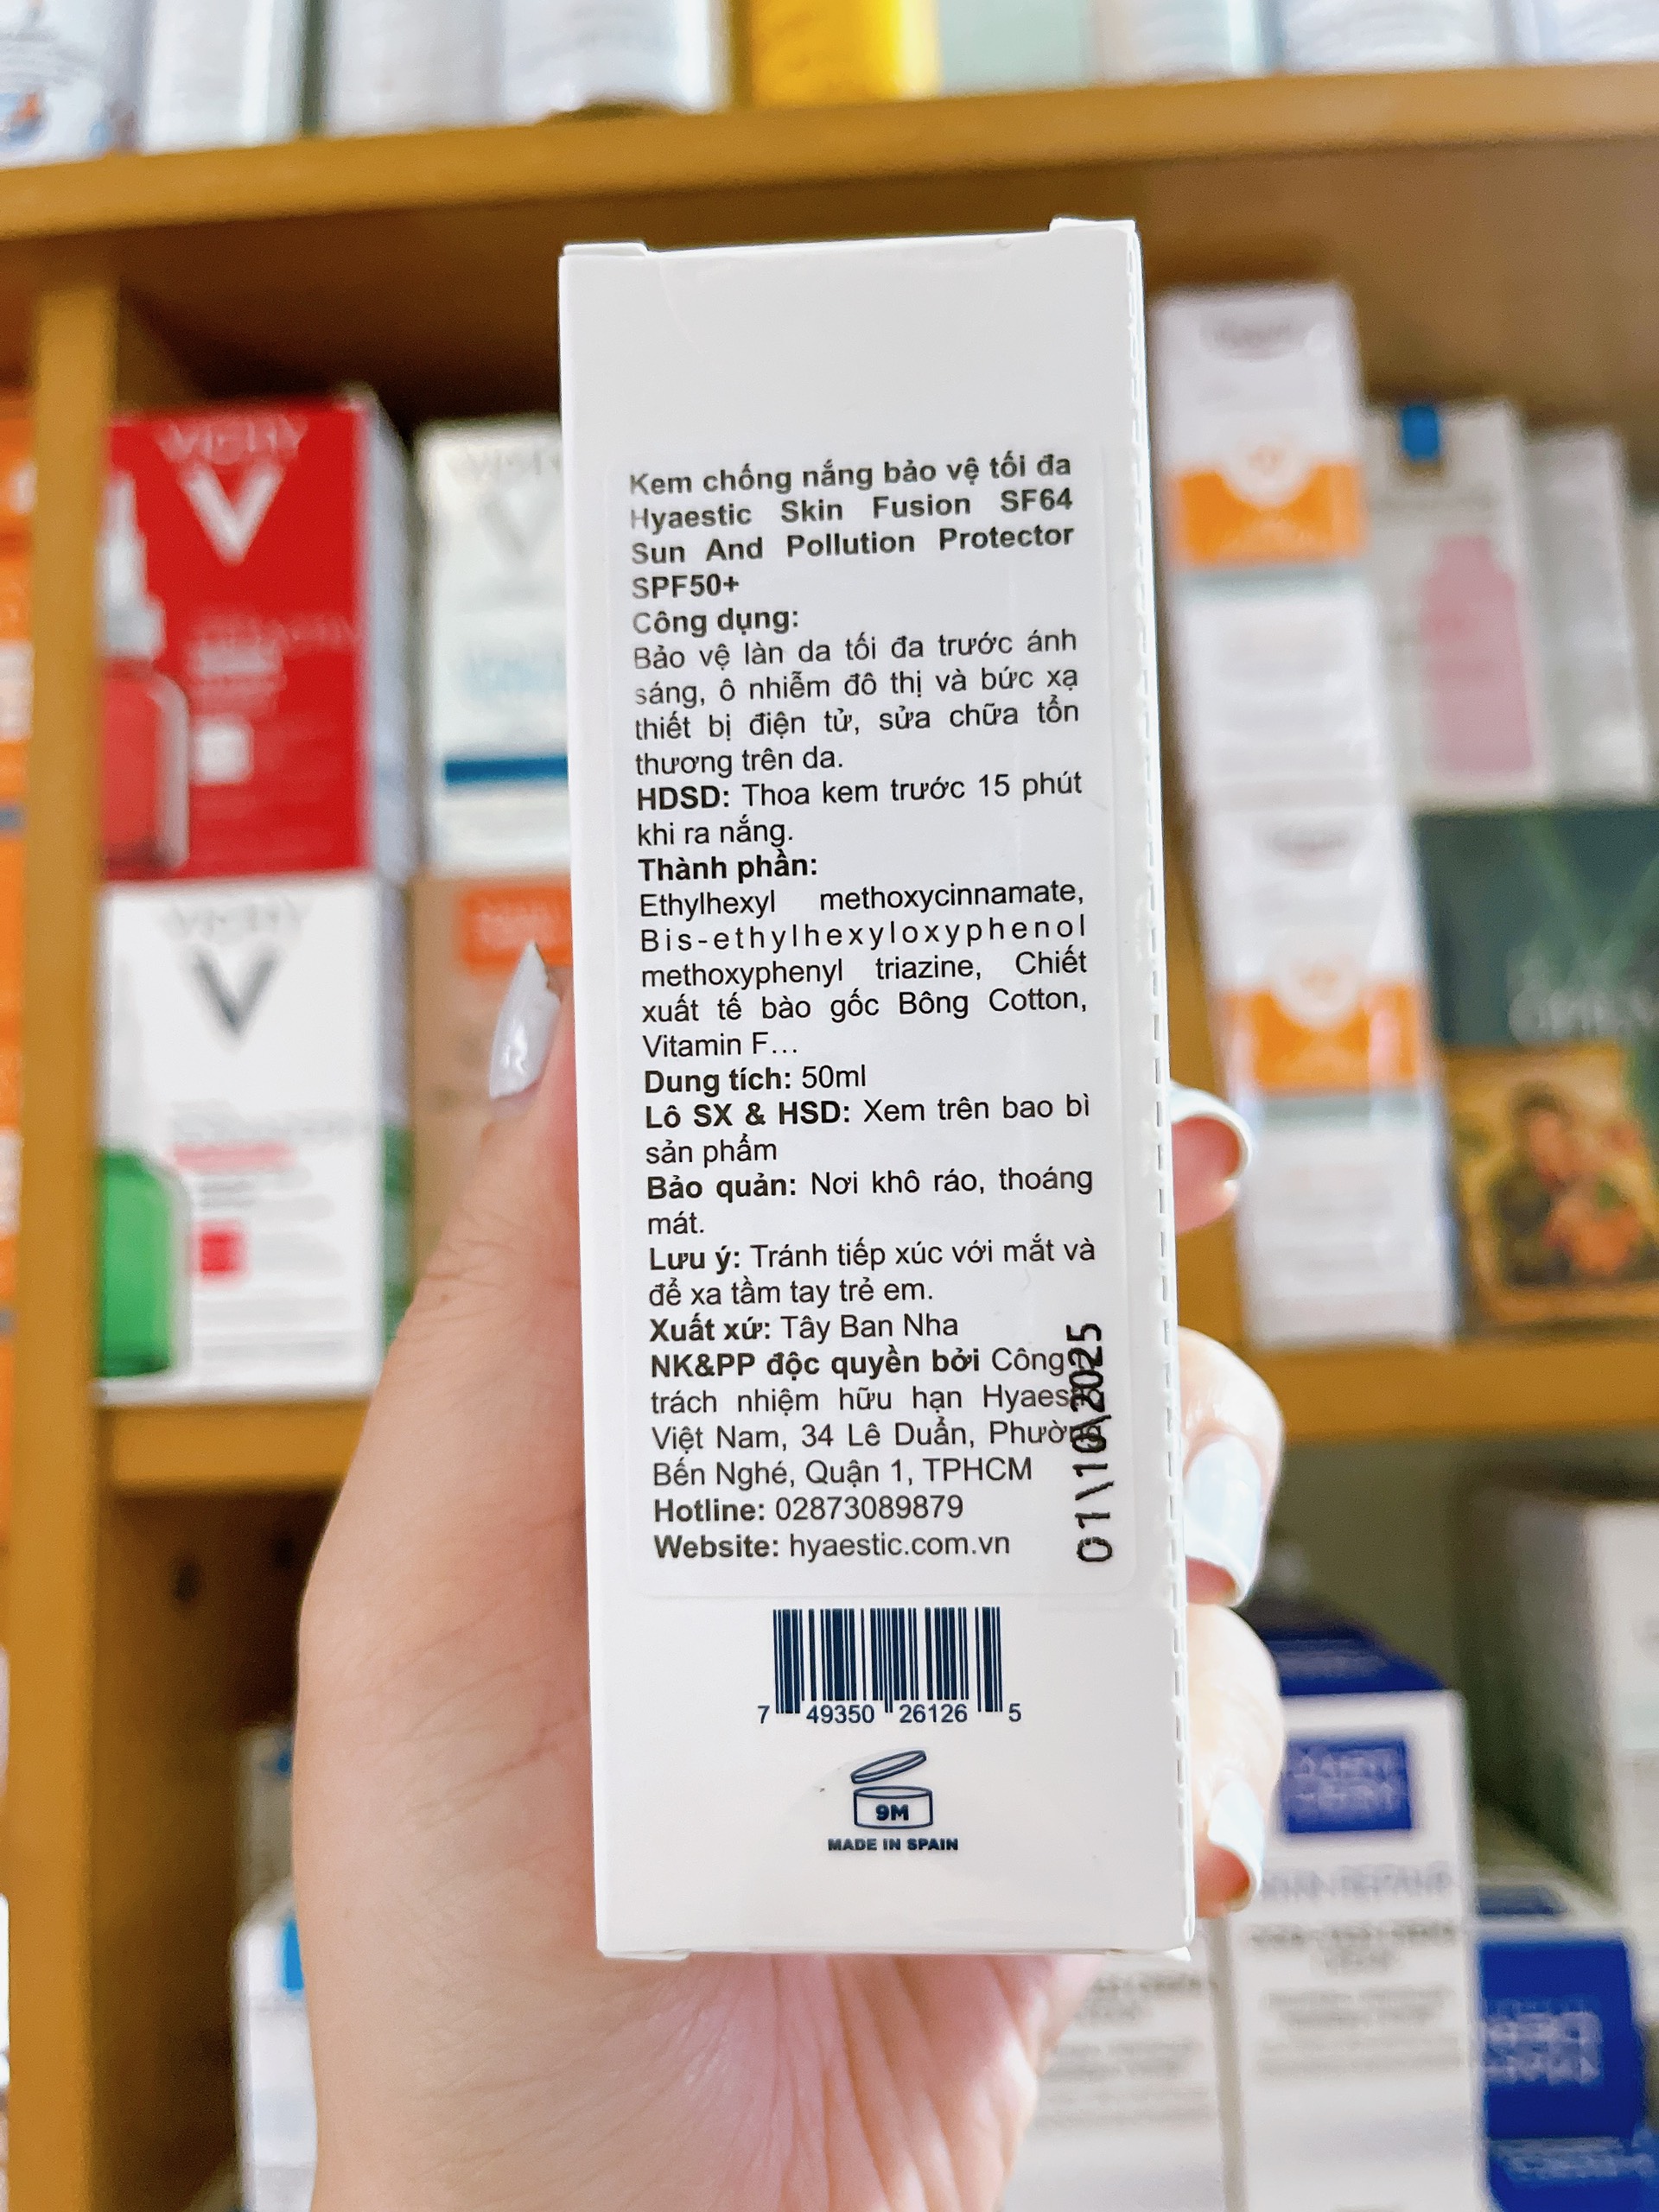 Kem chống nắng bảo vệ tối đa
Hyaestic Skin Fusion SF64
Sun And Pollution Protector
SPF50+
Công dụng:
Bảo vệ làn da tối đa trước ánh
sáng, ô nhiễm đô thị và bức xạ
thiết bị điện tử, sửa chữa tổn
thương trên da.
HDSD: Thoa kem trước 15 phút
khi ra nắng.
Thành phần:
Ethylhexyl methoxycinnamate,
Bis-ethylhexyloxyphenol
methoxyphenyl triazine, Chiết
xuất tế bào gốc Bông Cotton,
Vitamin F...
Dung tích: 50ml
Lô SX & HSD: Xem trên bao bì
sản phẩm
Bảo quản: Nơi khô ráo, thoáng
mát.
Lưu ý: Tránh tiếp xúc với mắt và
để xa tầm tay trẻ em.
Xuất xứ: Tây Ban Nha
NK&PP độc quyền bởi Công
trách nhiệm hữu hạn
Việt Nam, 34 Lê Duẩn, Phường
Bến Nghé, Quận 1, TPHCM
Hotline: 02873089879
Website: hyaestic.com.vn
01\10\2025
7 49350 26126 5
9M
MADE IN SPAIN
VICHY
VICHY